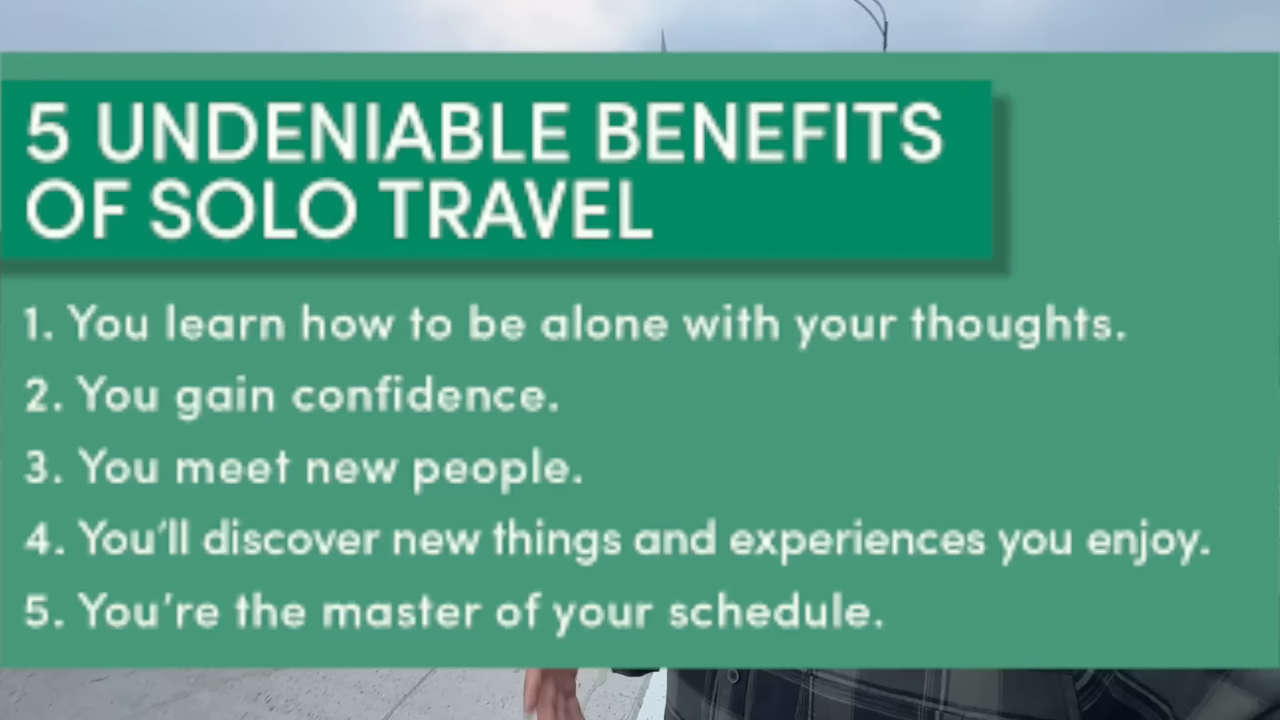 5 UNDENIABLE BENEFITS
OF SOLO TRAVEL
1. You learn how to be alone with your thoughts.
2. You gain confidence.
3. You meet new people.
4. You’ll discover new things and experiences you enjoy.
5. You’re the master of your schedule.